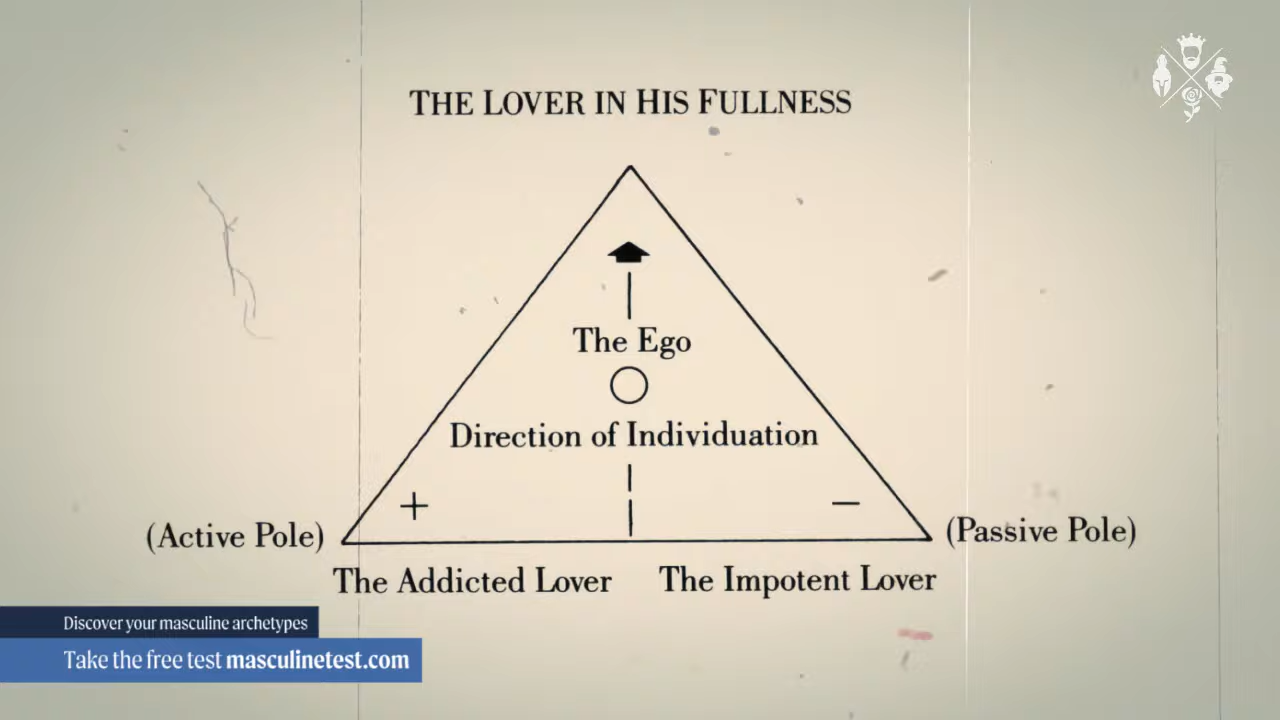 THE LOVER IN HIS FULLNESS
The Ego
Direction of Individuation
+
−
(Active Pole)
(Passive Pole)
The Addicted Lover
The Impotent Lover
Discover your masculine archetypes
Take the free test masculinetest.com